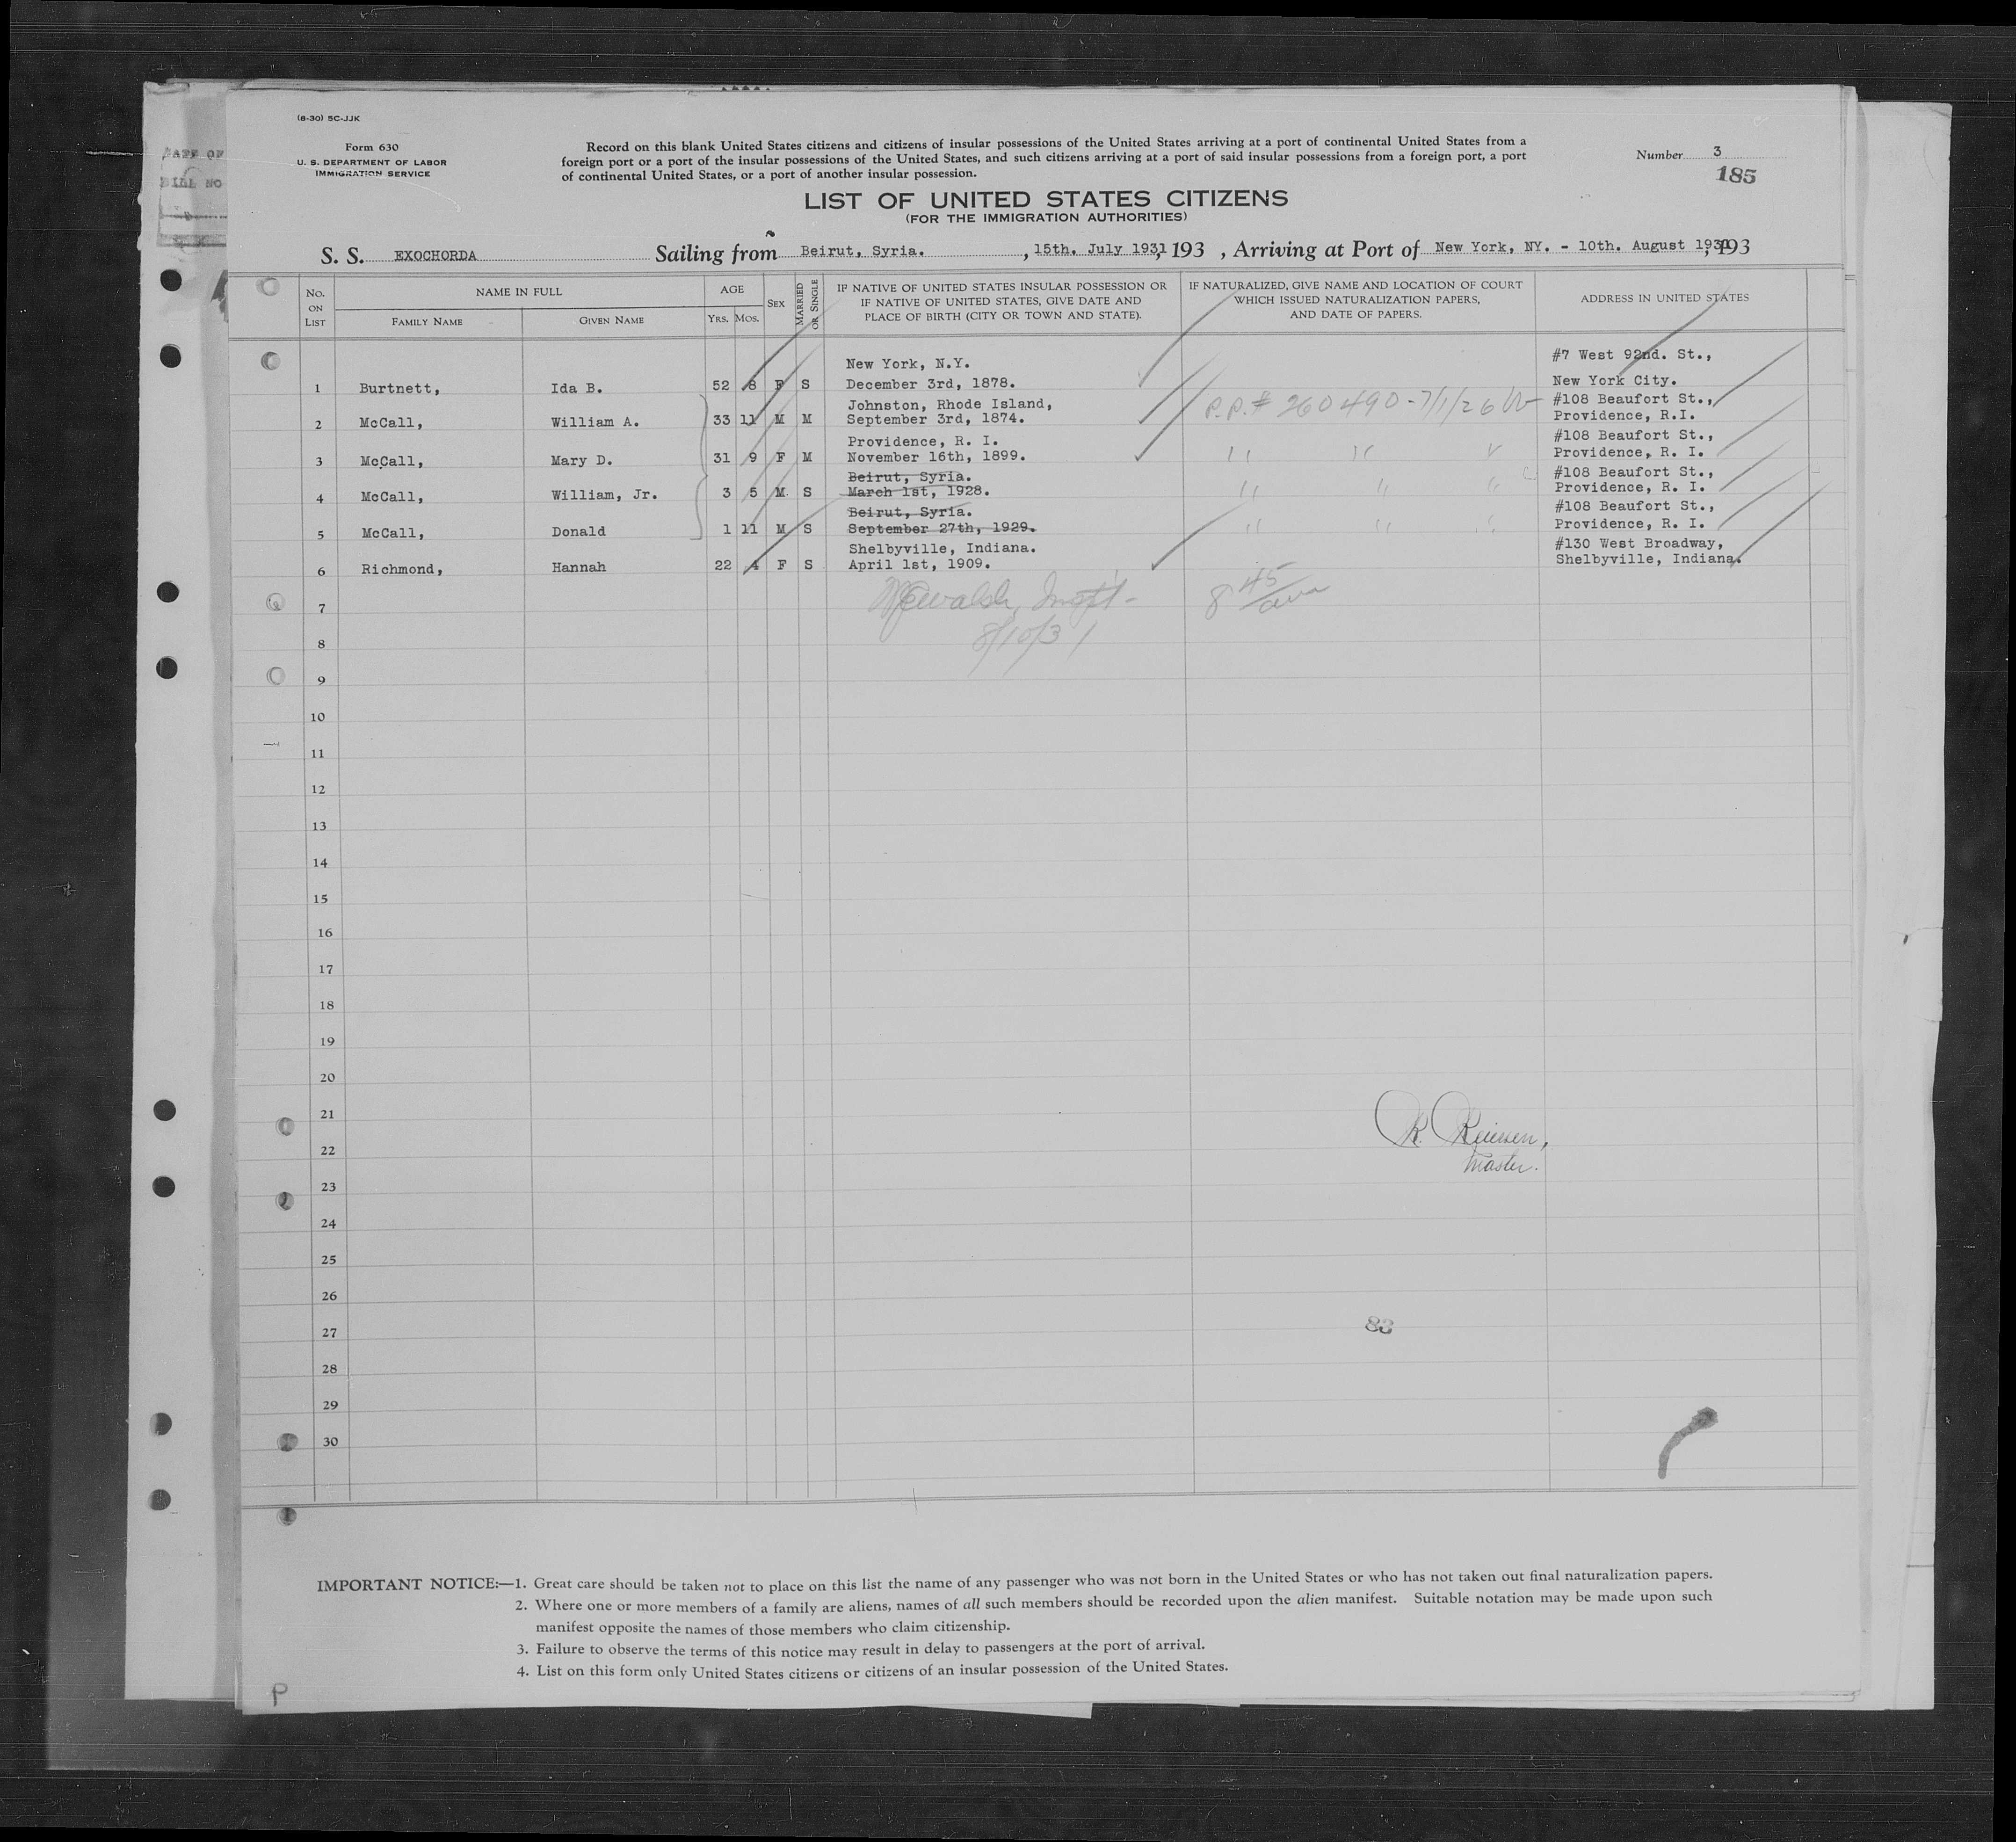 (8-30) 5C-JJK
Form 630
U. S. DEPARTMENT OF LABOR
IMMIGRATION SERVICE
Record on this blank United States citizens and citizens of insular possessions of the United States arriving at a port of continental United States from a
foreign port or a port of the insular possessions of the United States, and such citizens arriving at a port of said insular possessions from a foreign port, a port
of continental United States, or a port of another insular possession.
Number 3
185
LIST OF UNITED STATES CITIZENS
(FOR THE IMMIGRATION AUTHORITIES)
S. S. EXOCHORDA Sailing from Beirut, Syria. , 15th. July 1931, 193 , Arriving at Port of New York, NY. - 10th. August 1931, 193
No. ON LIST
NAME IN FULL
FAMILY NAME
GIVEN NAME
AGE
YRS. MOS.
SEX
MARRIED OR SINGLE
IF NATIVE OF UNITED STATES INSULAR POSSESSION OR
IF NATIVE OF UNITED STATES, GIVE DATE AND
PLACE OF BIRTH (CITY OR TOWN AND STATE).
IF NATURALIZED, GIVE NAME AND LOCATION OF COURT
WHICH ISSUED NATURALIZATION PAPERS,
AND DATE OF PAPERS.
ADDRESS IN UNITED STATES
New York, N.Y. #7 West 92nd. St.,
1 Burtnett, Ida B. 52 8 F S December 3rd, 1878. New York City.
Johnston, Rhode Island, #108 Beaufort St.,
2 McCall, William A. 33 11 M M September 3rd, 1874. P.P.# 260490-7/1/26 Providence, R.I.
Providence, R. I. #108 Beaufort St.,
3 McCall, Mary D. 31 9 F M November 16th, 1899. " " " Providence, R. I.
Beirut, Syria. #108 Beaufort St.,
4 McCall, William, Jr. 3 5 M S March 1st, 1928. " " " Providence, R. I.
Beirut, Syria. #108 Beaufort St.,
5 McCall, Donald 1 11 M S September 27th, 1929. " " " Providence, R. I.
Shelbyville, Indiana. #130 West Broadway,
6 Richmond, Hannah 22 4 F S April 1st, 1909. Shelbyville, Indiana.
7 Walsh, Inspt- 8 45 am
8 8/10/31
9
10
11
12
13
14
15
16
17
18
19
20
21
22
Master.
23
24
25
26
27 83
28
29
30
IMPORTANT NOTICE:—1. Great care should be taken not to place on this list the name of any passenger who was not born in the United States or who has not taken out final naturalization papers.
2. Where one or more members of a family are aliens, names of all such members should be recorded upon the alien manifest. Suitable notation may be made upon such
manifest opposite the names of those members who claim citizenship.
3. Failure to observe the terms of this notice may result in delay to passengers at the port of arrival.
4. List on this form only United States citizens or citizens of an insular possession of the United States.
P